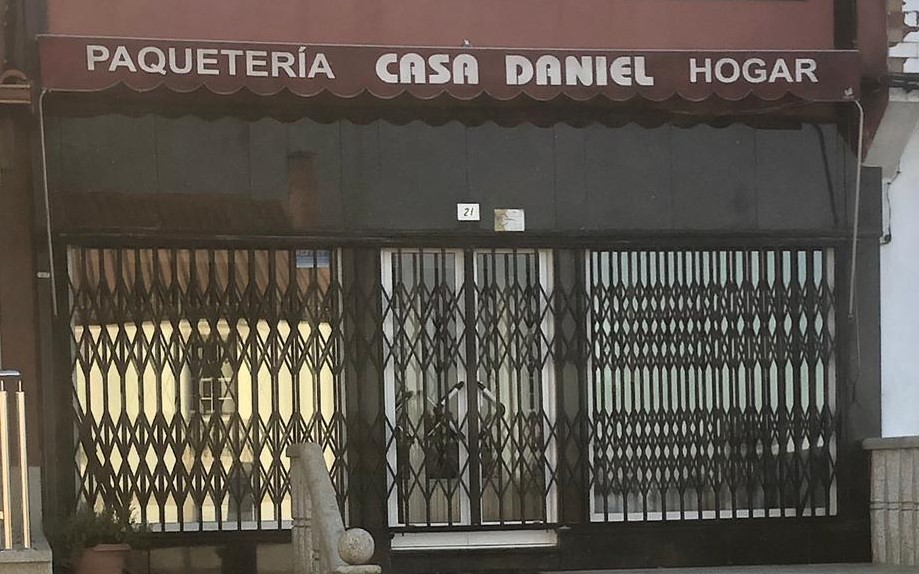 PAQUETERÍA CASA DANIEL HOGAR
21